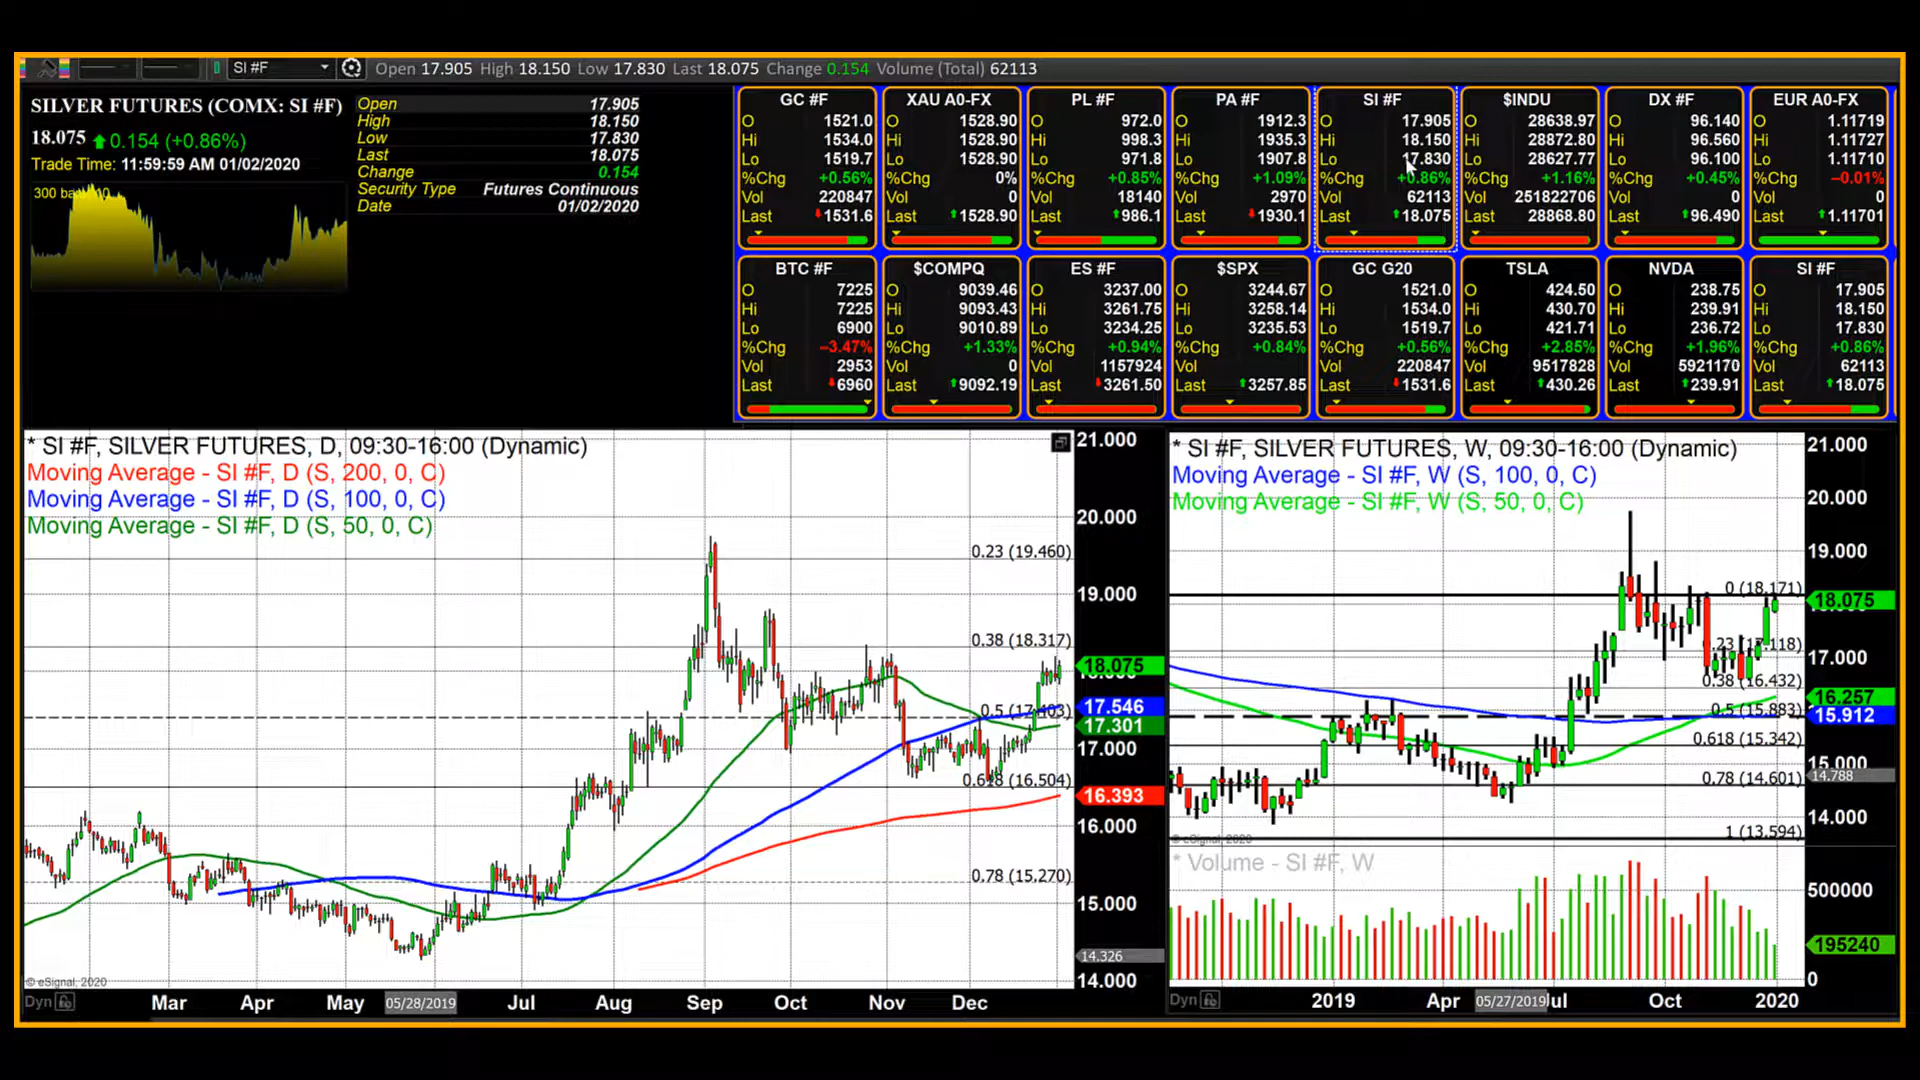 SI #F Open 17.905 High 18.150 Low 17.830 Last 18.075 Change 0.154 Volume (Total) 62113
SILVER FUTURES (COMX: SI #F)
18.075 0.154 (+0.86%)
Trade Time: 11:59:59 AM 01/02/2020
Open 17.905
High 18.150
Low 17.830
Last 18.075
Change 0.154
Security Type Futures Continuous
Date 01/02/2020
GC #F
O 1521.0
Hi 1534.0
Lo 1519.7
%Chg +0.56%
Vol 220847
Last 1531.6
XAU A0-FX
O 1528.90
Hi 1528.90
Lo 1528.90
%Chg 0%
Vol 0
Last 1528.90
PL #F
O 972.0
Hi 998.3
Lo 971.8
%Chg +0.85%
Vol 18140
Last 986.1
PA #F
O 1912.3
Hi 1935.3
Lo 1907.8
%Chg +1.09%
Vol 2970
Last 1930.1
SI #F
O 17.905
Hi 18.150
Lo 17.830
%Chg +0.86%
Vol 62113
Last 18.075
$INDU
O 28638.97
Hi 28872.80
Lo 28627.77
%Chg +1.16%
Vol 251822706
Last 28868.80
DX #F
O 96.140
Hi 96.560
Lo 96.100
%Chg +0.45%
Vol 0
Last 96.490
EUR A0-FX
O 1.11719
Hi 1.11727
Lo 1.11710
%Chg –0.01%
Vol 0
Last 1.11701
BTC #F
O 7225
Hi 7225
Lo 6900
%Chg –3.47%
Vol 2953
Last 6960
$COMPQ
O 9039.46
Hi 9093.43
Lo 9010.89
%Chg +1.33%
Vol 0
Last 9092.19
ES #F
O 3237.00
Hi 3261.75
Lo 3234.25
%Chg +0.94%
Vol 1157924
Last 3261.50
$SPX
O 3244.67
Hi 3258.14
Lo 3235.53
%Chg +0.84%
Vol
Last 3257.85
GC G20
O 1521.0
Hi 1534.0
Lo 1519.7
%Chg +0.56%
Vol 220847
Last 1531.6
TSLA
O 424.50
Hi 430.70
Lo 421.71
%Chg +2.85%
Vol 9517828
Last 430.26
NVDA
O 238.75
Hi 239.91
Lo 236.72
%Chg +1.96%
Vol 5921170
Last 239.91
SI #F
O 17.905
Hi 18.150
Lo 17.830
%Chg +0.86%
Vol 62113
Last 18.075
* SI #F, SILVER FUTURES, D, 09:30-16:00 (Dynamic)
Moving Average - SI #F, D (S, 200, 0, C)
Moving Average - SI #F, D (S, 100, 0, C)
Moving Average - SI #F, D (S, 50, 0, C)
0.23 (19.460)
0.38 (18.317)
0.618 (16.504)
0.78 (15.270)
21.000
20.000
19.000
18.075
17.546
17.301
17.000
16.393
16.000
15.000
14.326
14.000
© eSignal, 2020
Dyn Mar Apr May 05/28/2019 Jul Aug Sep Oct Nov Dec
* SI #F, SILVER FUTURES, W, 09:30-16:00 (Dynamic)
Moving Average - SI #F, W (S, 100, 0, C)
Moving Average - SI #F, W (S, 50, 0, C)
0 (18.171)
0.38 (16.432)
0.5 (15.883)
0.618 (15.342)
0.78 (14.601)
1 (13.594)
21.000
20.000
19.000
18.075
17.000
16.257
15.912
15.000
14.788
14.000
© eSignal, 2020
* Volume - SI #F, W
500000
195240
0
Dyn 2019 Apr 05/27/2019 Jul Oct 2020